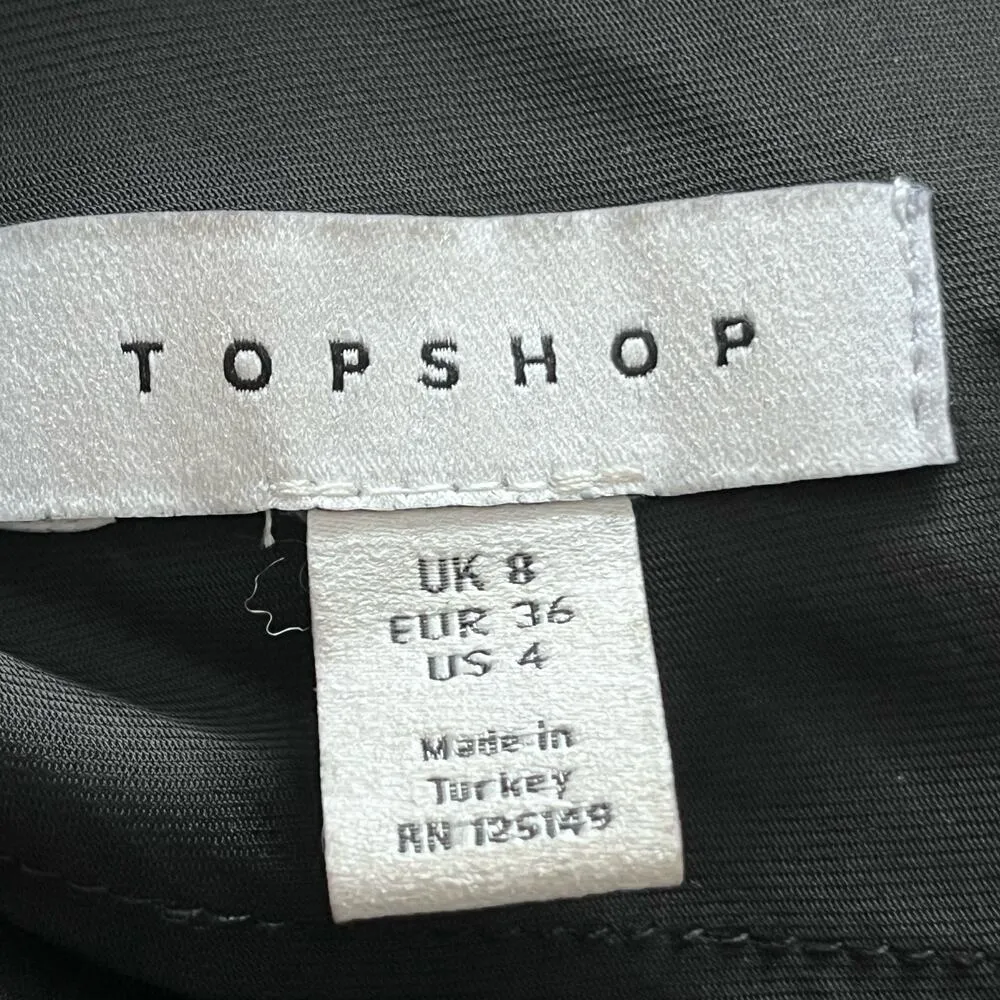 TOPSHOP
UK 8
EUR 36
US 4
Made in
Turkey
RN 125149